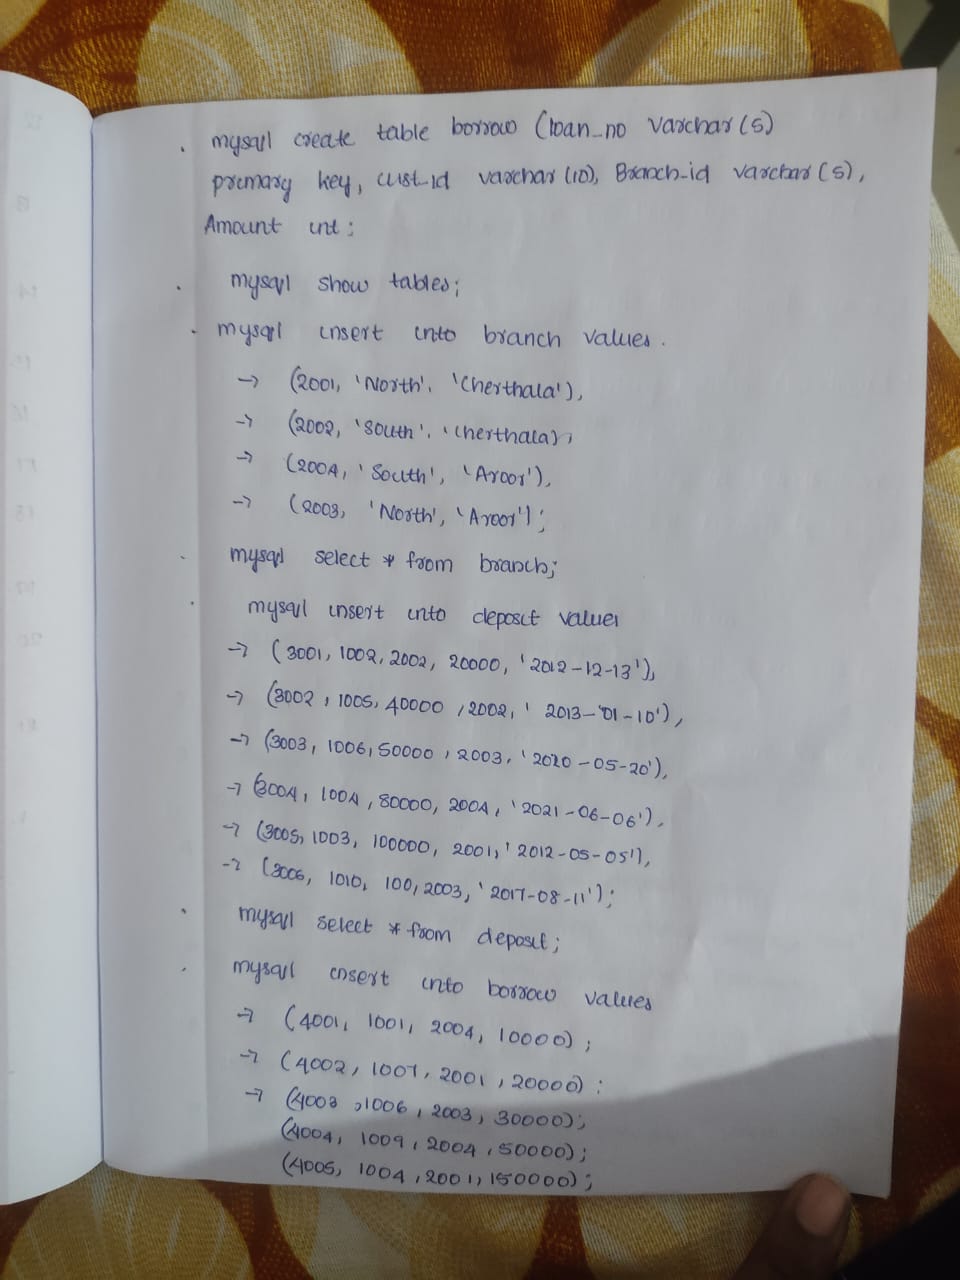 . mysql create table borrow (loan_no varchar(5)
primary key, cust_id varchar (10), Branch_id varchar (5),
Amount int ;
. mysql show tables;
. mysql insert into branch values.
→ (2001, 'North'. 'Cherthala'),
→ (2002, 'South'. 'Cherthala),
→ (2004, 'South', 'Aroor'),
→ (2003, 'North', 'Aroor');
. mysql select * from branch;
. mysql insert into deposit values
→ (3001, 1002, 2002, 20000, '2012-12-13'),
→ (3002, 1005, 40000, 2002, '2013-'01-10'),
→ (3003, 1006, 50000, 2003, '2020-05-20'),
→ (3004, 1004, 80000, 2004, '2021-06-06'),
→ (3005, 1003, 100000, 2001, '2012-05-05'),
→ (3006, 1010, 100, 2003, '2017-08-11');
. mysql select * from deposit;
. mysql insert into borrow values
→ (4001, 1001, 2004, 10000);
→ (4002, 1007, 2001, 20000);
→ (4003, 1006, 2003, 30000);
(4004, 1009, 2004, 50000);
(4005, 1004, 2001, 150000);